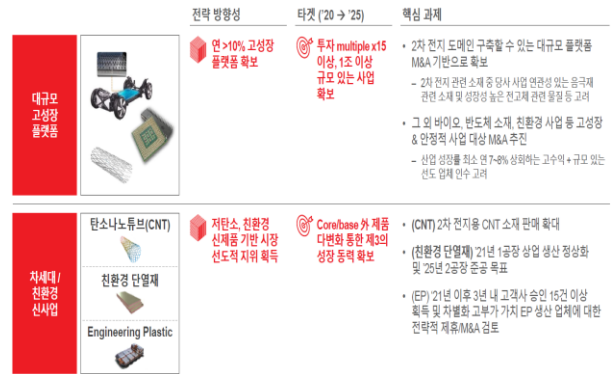 전략 방향성
타겟 ('20 → '25)
핵심 과제
대규모
고성장
플랫폼
연 >10% 고성장
플랫폼 확보
투자 multiple x15
이상, 1조 이상
규모 있는 사업
확보
• 2차 전지 도메인 구축할 수 있는 대규모 플랫폼
M&A 기반으로 확보
– 2차 전지 관련 소재 중 당사 사업 연관성 있는 음극재
관련 소재 및 성장성 높은 전고체 관련 물질 등 고려
• 그 외 바이오, 반도체 소재, 친환경 사업 등 고성장
& 안정적 사업 대상 M&A 추진
– 산업 성장률 최소 연 7~8% 상회하는 고수익 + 규모 있는
선도 업체 인수 고려
차세대 /
친환경
신사업
탄소나노튜브(CNT)
친환경 단열재
Engineering Plastic
저탄소, 친환경
신제품 기반 시장
선도적 지위 획득
Core/base 外 제품
다변화 통한 제3의
성장 동력 확보
• (CNT) 2차 전지용 CNT 소재 판매 확대
• (친환경 단열재) '21년 1공장 상업 생산 정상화
및 '25년 2공장 준공 목표
• (EP) '21년 이후 3년 내 고객사 승인 15건 이상
획득 및 차별화 고부가 가치 EP 생산 업체에 대한
전략적 제휴/M&A 검토